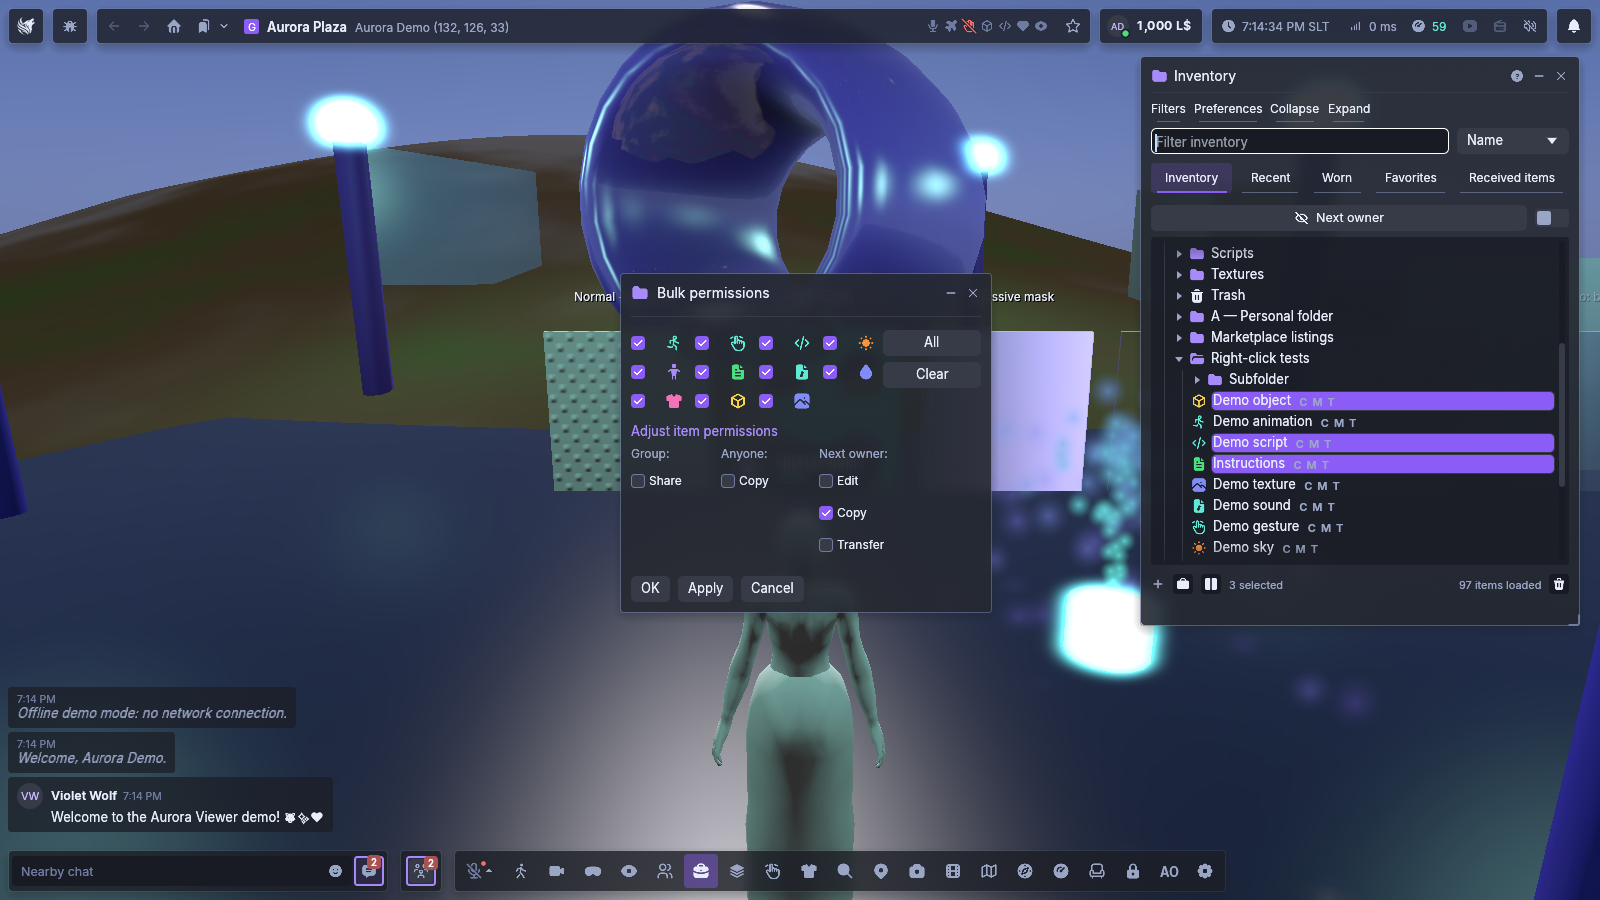 G Aurora Plaza Aurora Demo (132, 126, 33)
AD 1,000 L$
7:14:34 PM SLT 0 ms 59
Inventory
Filters Preferences Collapse Expand
Filter inventory Name
Inventory Recent Worn Favorites Received items
Next owner
Scripts
Textures
Trash
A — Personal folder
Marketplace listings
Right-click tests
Subfolder
Demo object C M T
Demo animation C M T
Demo script C M T
Instructions C M T
Demo texture C M T
Demo sound C M T
Demo gesture C M T
Demo sky C M T
3 selected 97 items loaded
Normal
ssive mask
Bulk permissions
All
Clear
Adjust item permissions
Group: Anyone: Next owner:
Share Copy Edit
Copy
Transfer
OK Apply Cancel
7:14 PM
Offline demo mode: no network connection.
7:14 PM
Welcome, Aurora Demo.
VW Violet Wolf 7:14 PM
Welcome to the Aurora Viewer demo!
Nearby chat 2 2 AO